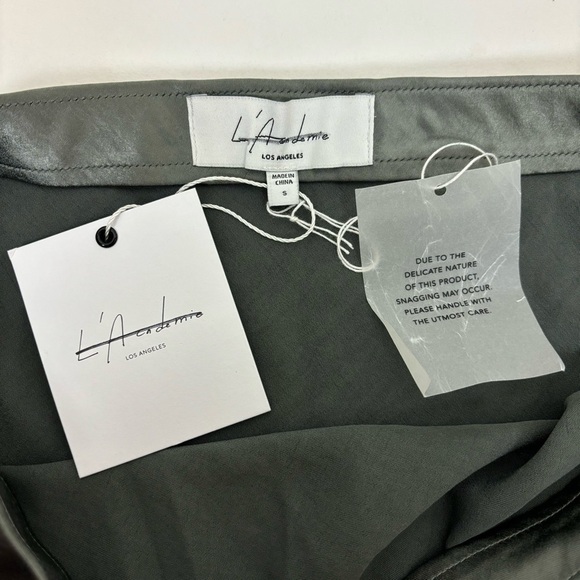 L'Academie
LOS ANGELES
MADE IN
CHINA
S
L'Academie
LOS ANGELES
DUE TO THE
DELICATE NATURE
OF THIS PRODUCT,
SNAGGING MAY OCCUR.
PLEASE HANDLE WITH
THE UTMOST CARE.